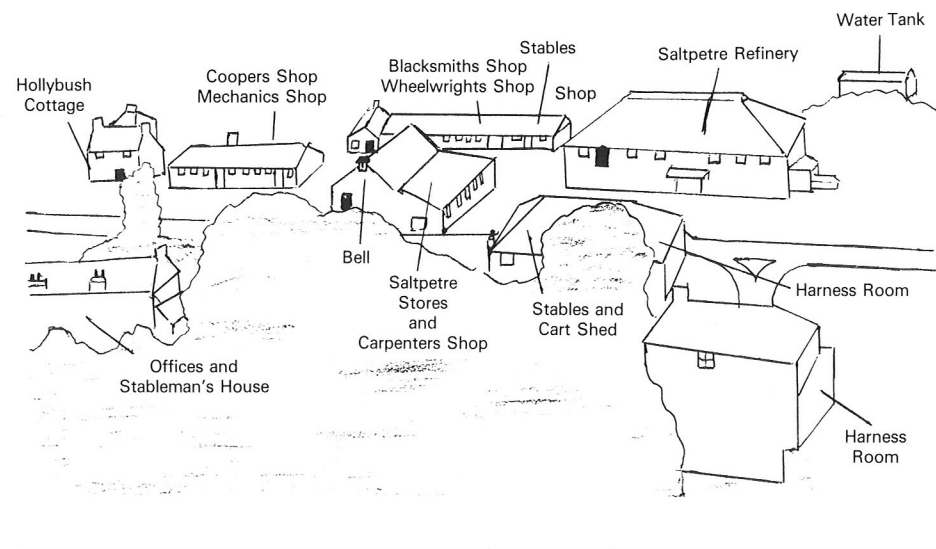 Water Tank
Stables
Saltpetre Refinery
Blacksmiths Shop
Wheelwrights Shop
Shop
Coopers Shop
Mechanics Shop
Hollybush
Cottage
Bell
Saltpetre
Stores
and
Carpenters Shop
Stables and
Cart Shed
Harness Room
Offices and
Stableman's House
Harness
Room